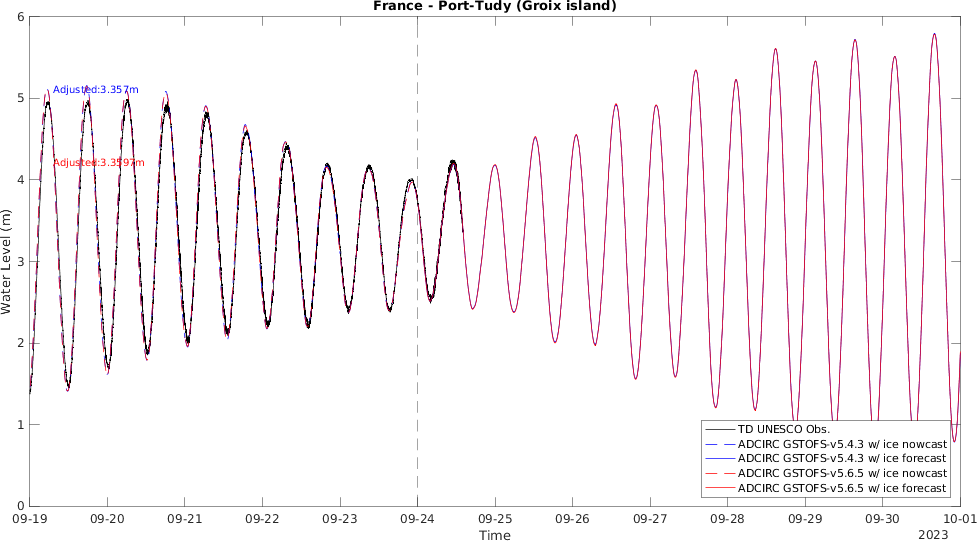 France - Port-Tudy (Groix island)
6
5
4
3
2
1
0
Water Level (m)
Adjusted:3.357m
Adjusted:3.3597m
TD UNESCO Obs.
ADCIRC GSTOFS-v5.4.3 w/ ice nowcast
ADCIRC GSTOFS-v5.4.3 w/ ice forecast
ADCIRC GSTOFS-v5.6.5 w/ ice nowcast
ADCIRC GSTOFS-v5.6.5 w/ ice forecast
09-19 09-20 09-21 09-22 09-23 09-24 09-25 09-26 09-27 09-28 09-29 09-30 10-01
Time
2023